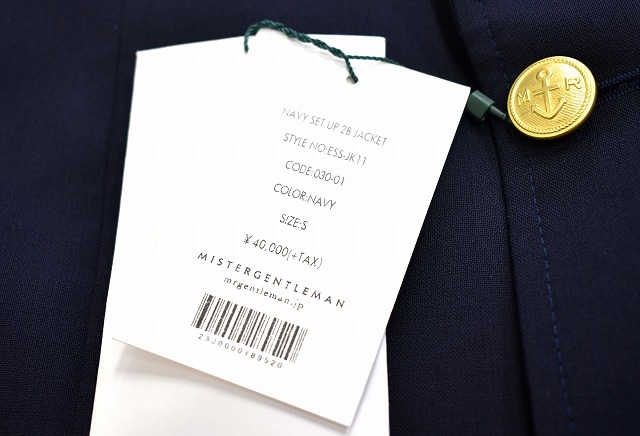 NAVY SET UP 2B JACKET
STYLE NO:ESS-JK11
CODE:030-01
COLOR:NAVY
SIZE:S
¥40,000(+TAX)
MISTERGENTLEMAN
mrgentleman.jp
2900000189520
M R